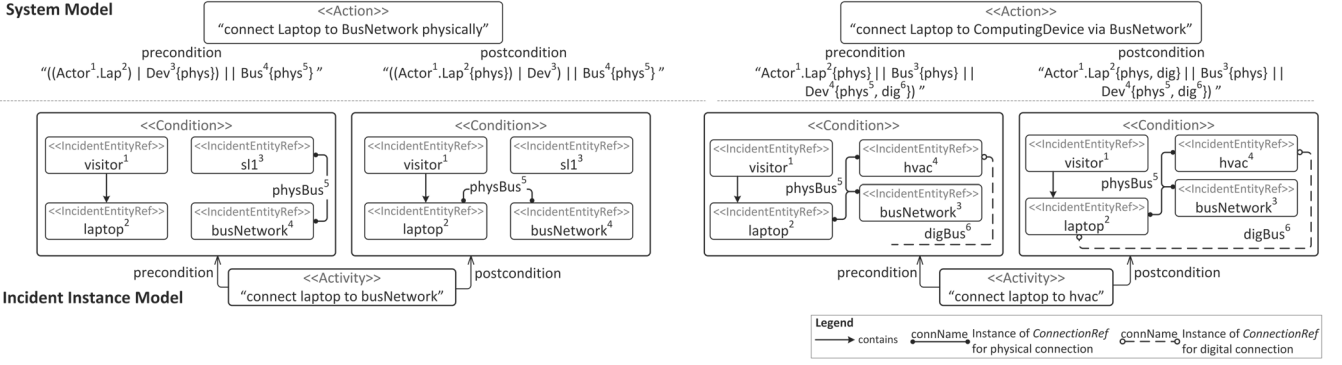 System Model
<<Action>>
“connect Laptop to BusNetwork physically”
precondition
postcondition
“((Actor¹.Lap²) | Dev³{phys}) || Bus⁴{phys⁵} ”
“((Actor¹.Lap²{phys}) | Dev³) || Bus⁴{phys⁵} ”
<<Action>>
“connect Laptop to ComputingDevice via BusNetwork”
precondition
postcondition
“Actor¹.Lap²{phys} || Bus³{phys} ||
Dev⁴{phys⁵, dig⁶}) ”
“Actor¹.Lap²{phys, dig} || Bus³{phys} ||
Dev⁴{phys⁵, dig⁶}) ”
<<Condition>>
<<IncidentEntityRef>>
visitor¹
<<IncidentEntityRef>>
sl1³
physBus⁵
<<IncidentEntityRef>>
laptop²
<<IncidentEntityRef>>
busNetwork⁴
<<Condition>>
<<IncidentEntityRef>>
visitor¹
<<IncidentEntityRef>>
sl1³
physBus⁵
<<IncidentEntityRef>>
laptop²
<<IncidentEntityRef>>
busNetwork⁴
<<Condition>>
<<IncidentEntityRef>>
visitor¹
<<IncidentEntityRef>>
hvac⁴
physBus⁵
<<IncidentEntityRef>>
busNetwork³
<<IncidentEntityRef>>
laptop²
digBus⁶
<<Condition>>
<<IncidentEntityRef>>
visitor¹
<<IncidentEntityRef>>
hvac⁴
physBus⁵
<<IncidentEntityRef>>
busNetwork³
<<IncidentEntityRef>>
laptop²
digBus⁶
precondition
postcondition
<<Activity>>
“connect laptop to busNetwork”
precondition
postcondition
<<Activity>>
“connect laptop to hvac”
Incident Instance Model
Legend
contains
connName
Instance of ConnectionRef
for physical connection
connName
Instance of ConnectionRef
for digital connection